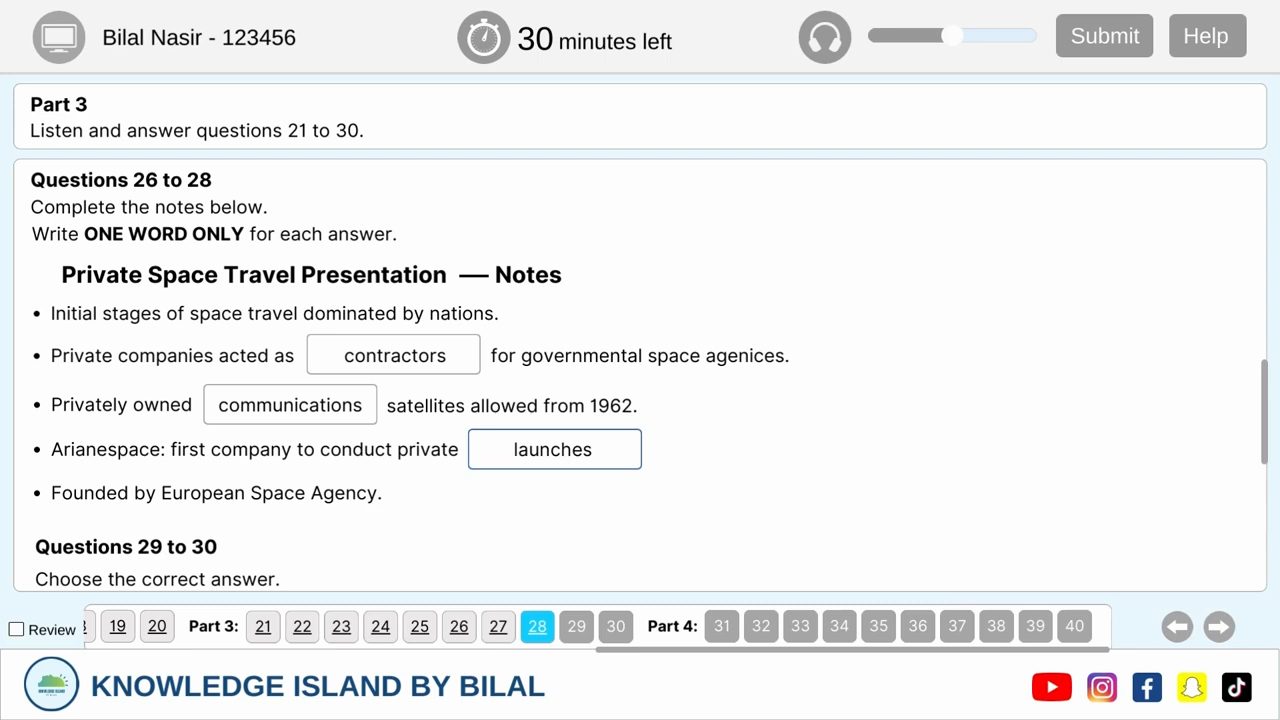 Bilal Nasir - 123456
30 minutes left
Submit
Help
Part 3
Listen and answer questions 21 to 30.
Questions 26 to 28
Complete the notes below.
Write ONE WORD ONLY for each answer.
Private Space Travel Presentation — Notes
• Initial stages of space travel dominated by nations.
• Private companies acted as contractors for governmental space agenices.
• Privately owned communications satellites allowed from 1962.
• Arianespace: first company to conduct private launches
• Founded by European Space Agency.
Questions 29 to 30
Choose the correct answer.
Review 19 20 Part 3: 21 22 23 24 25 26 27 28 29 30 Part 4: 31 32 33 34 35 36 37 38 39 40
KNOWLEDGE ISLAND BY BILAL